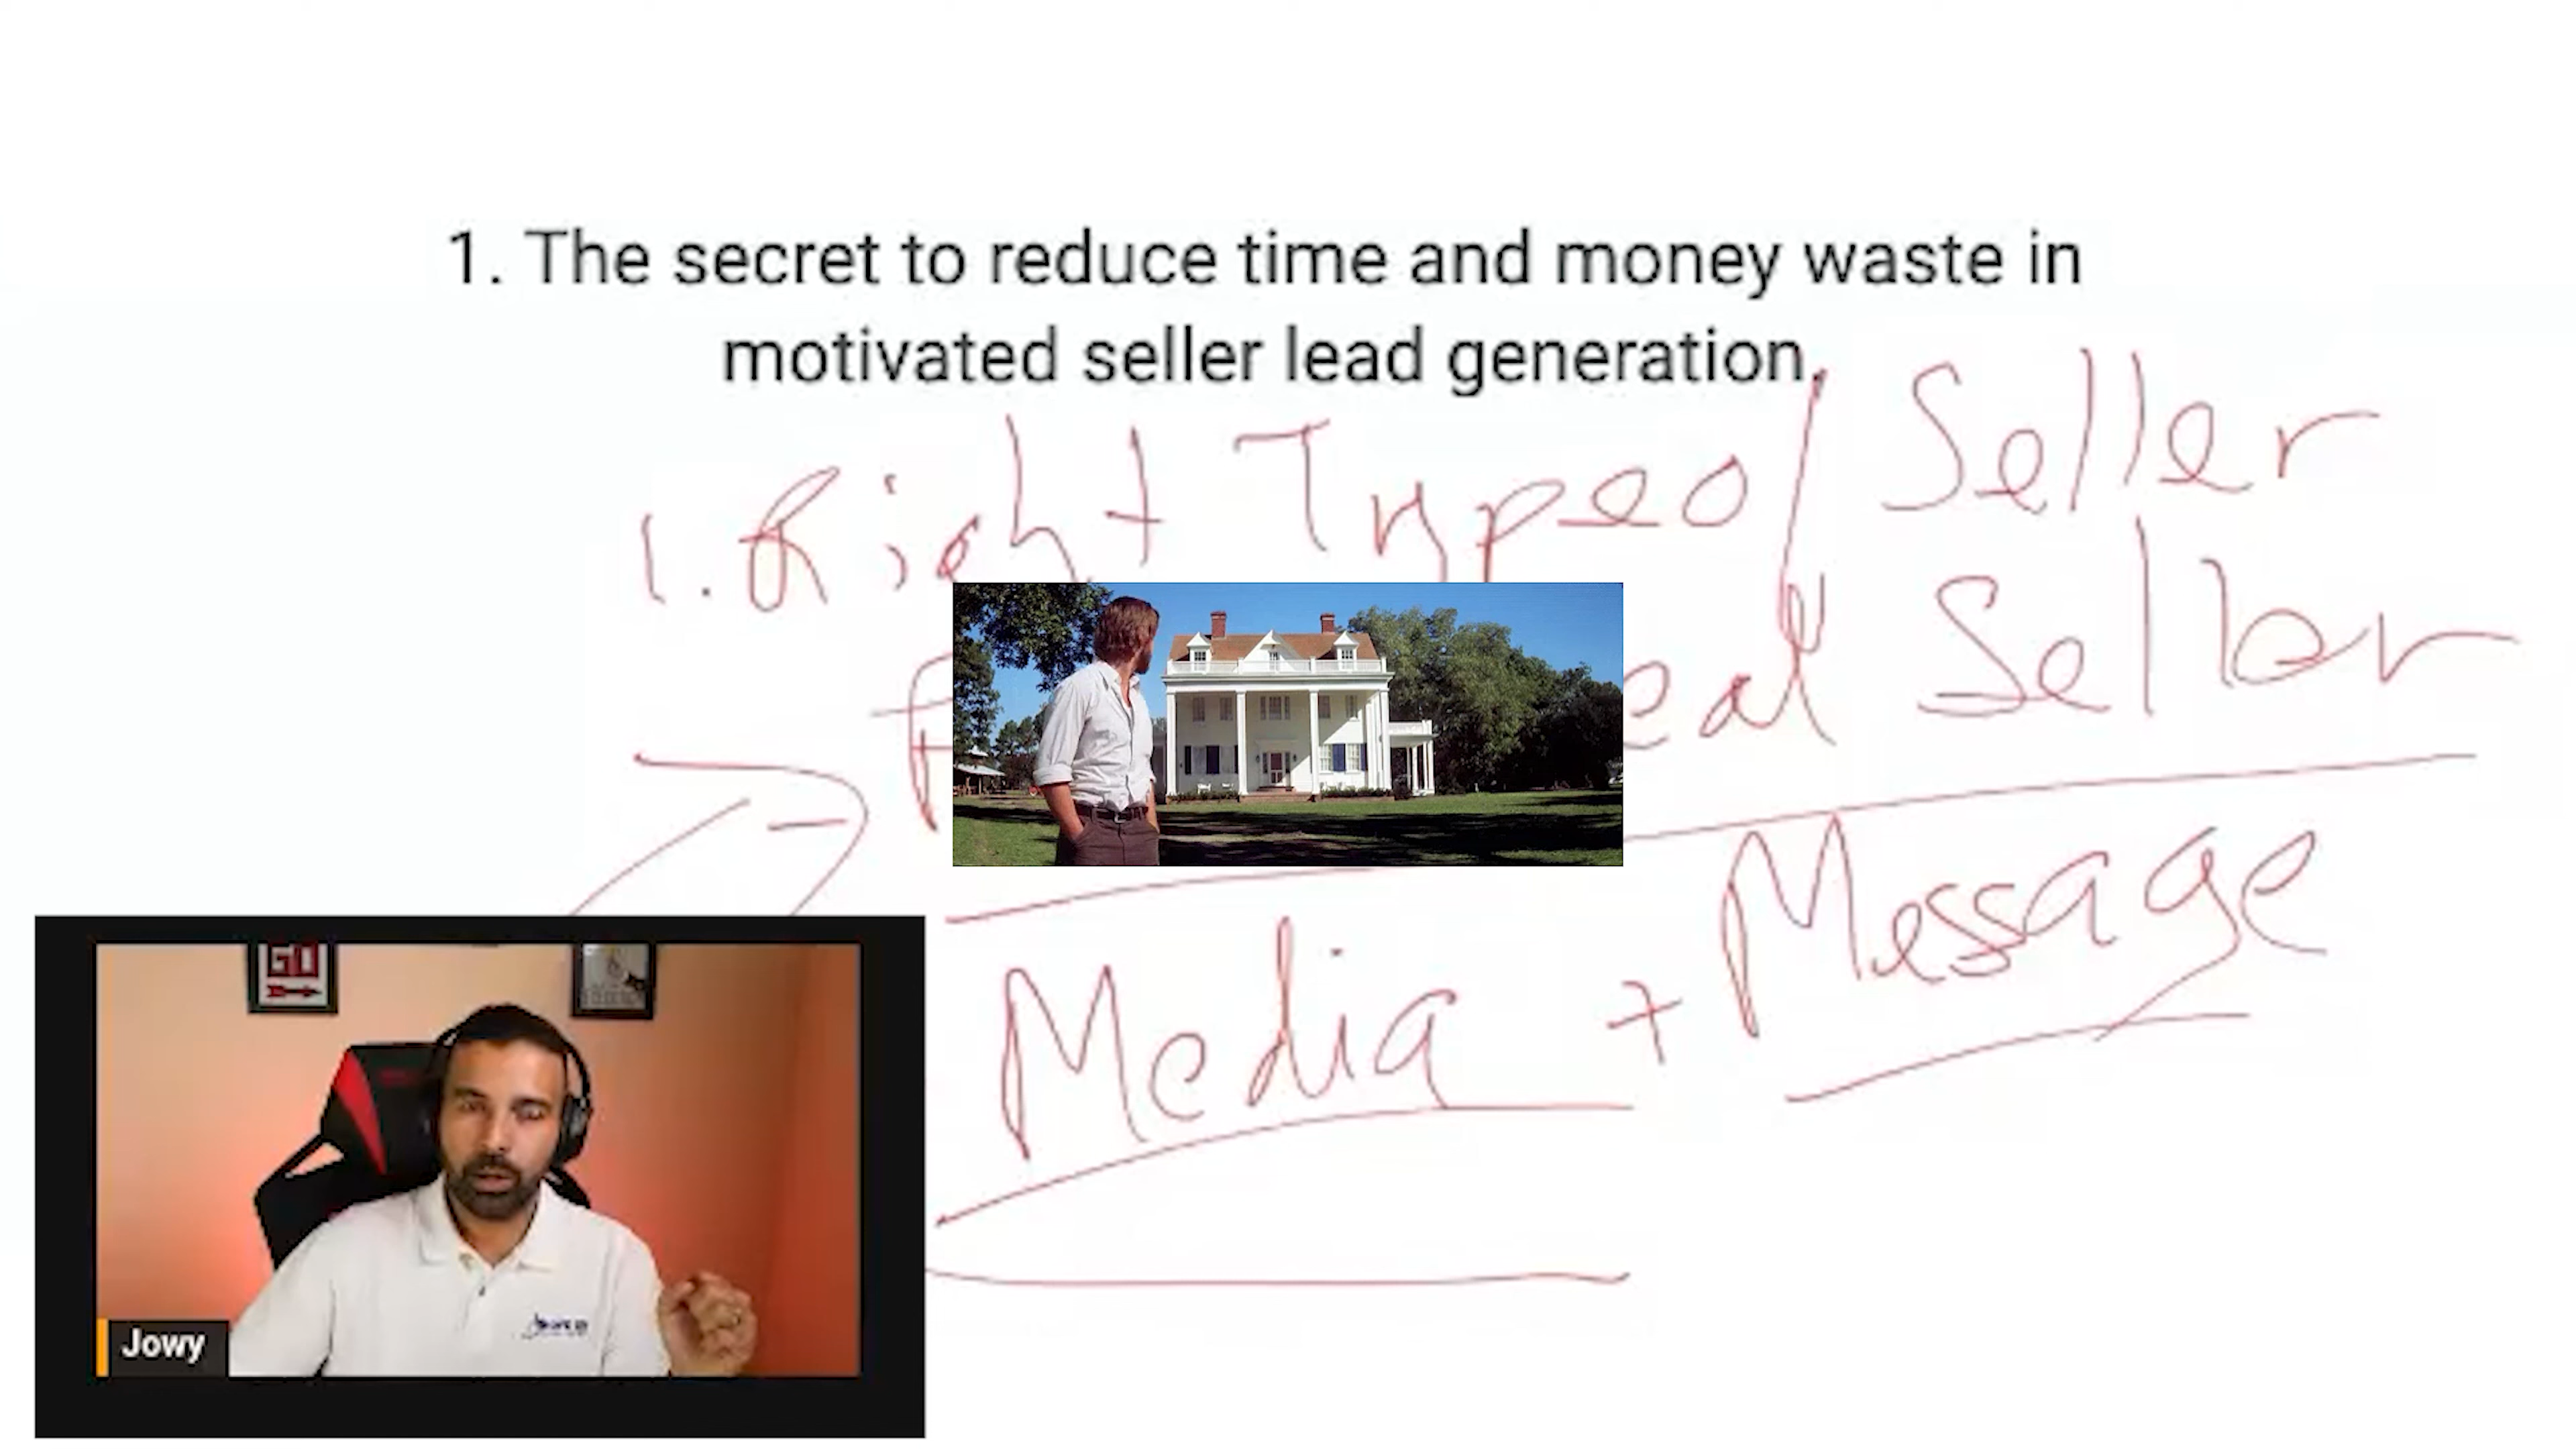 1. The secret to reduce time and money waste in
motivated seller lead generation.
1. Right Type of Seller
Seller
Media + Message
GO
Jowy